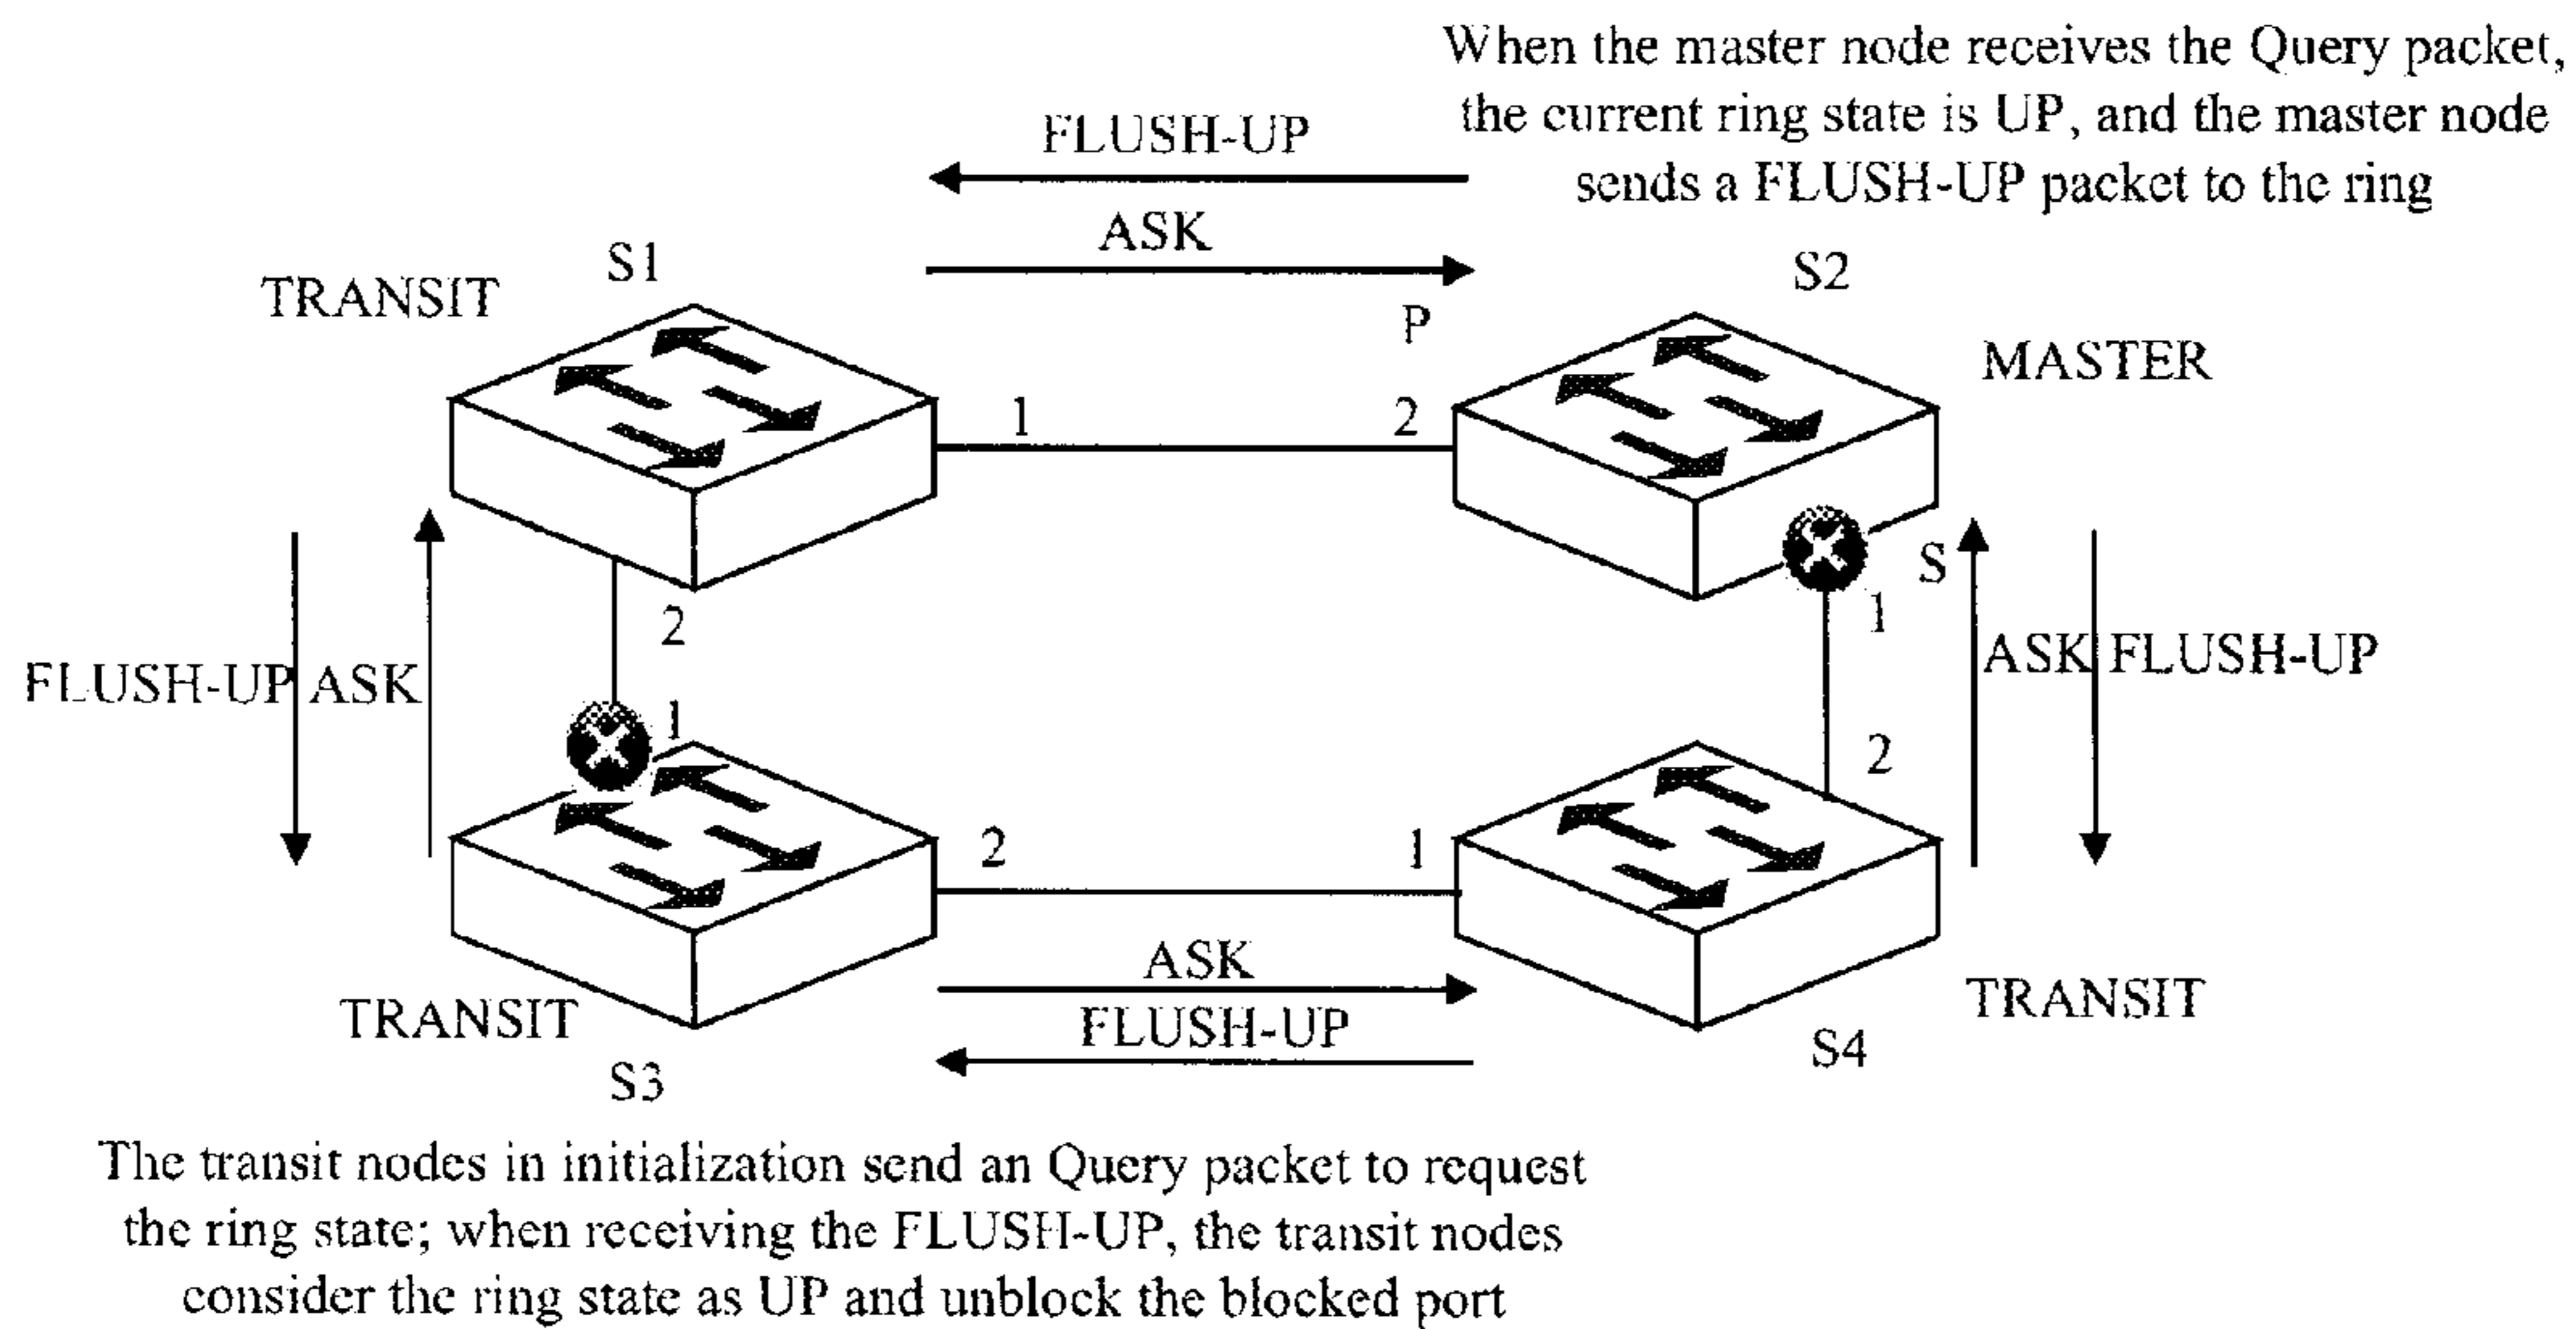 When the master node receives the Query packet,
the current ring state is UP, and the master node
sends a FLUSH-UP packet to the ring
FLUSH-UP
ASK
S1
S2
TRANSIT
P
MASTER
1
2
2
S
1
FLUSH-UP ASK
ASK FLUSH-UP
1
2
2
1
ASK
FLUSH-UP
TRANSIT
TRANSIT
S3
S4
The transit nodes in initialization send an Query packet to request
the ring state; when receiving the FLUSH-UP, the transit nodes
consider the ring state as UP and unblock the blocked port